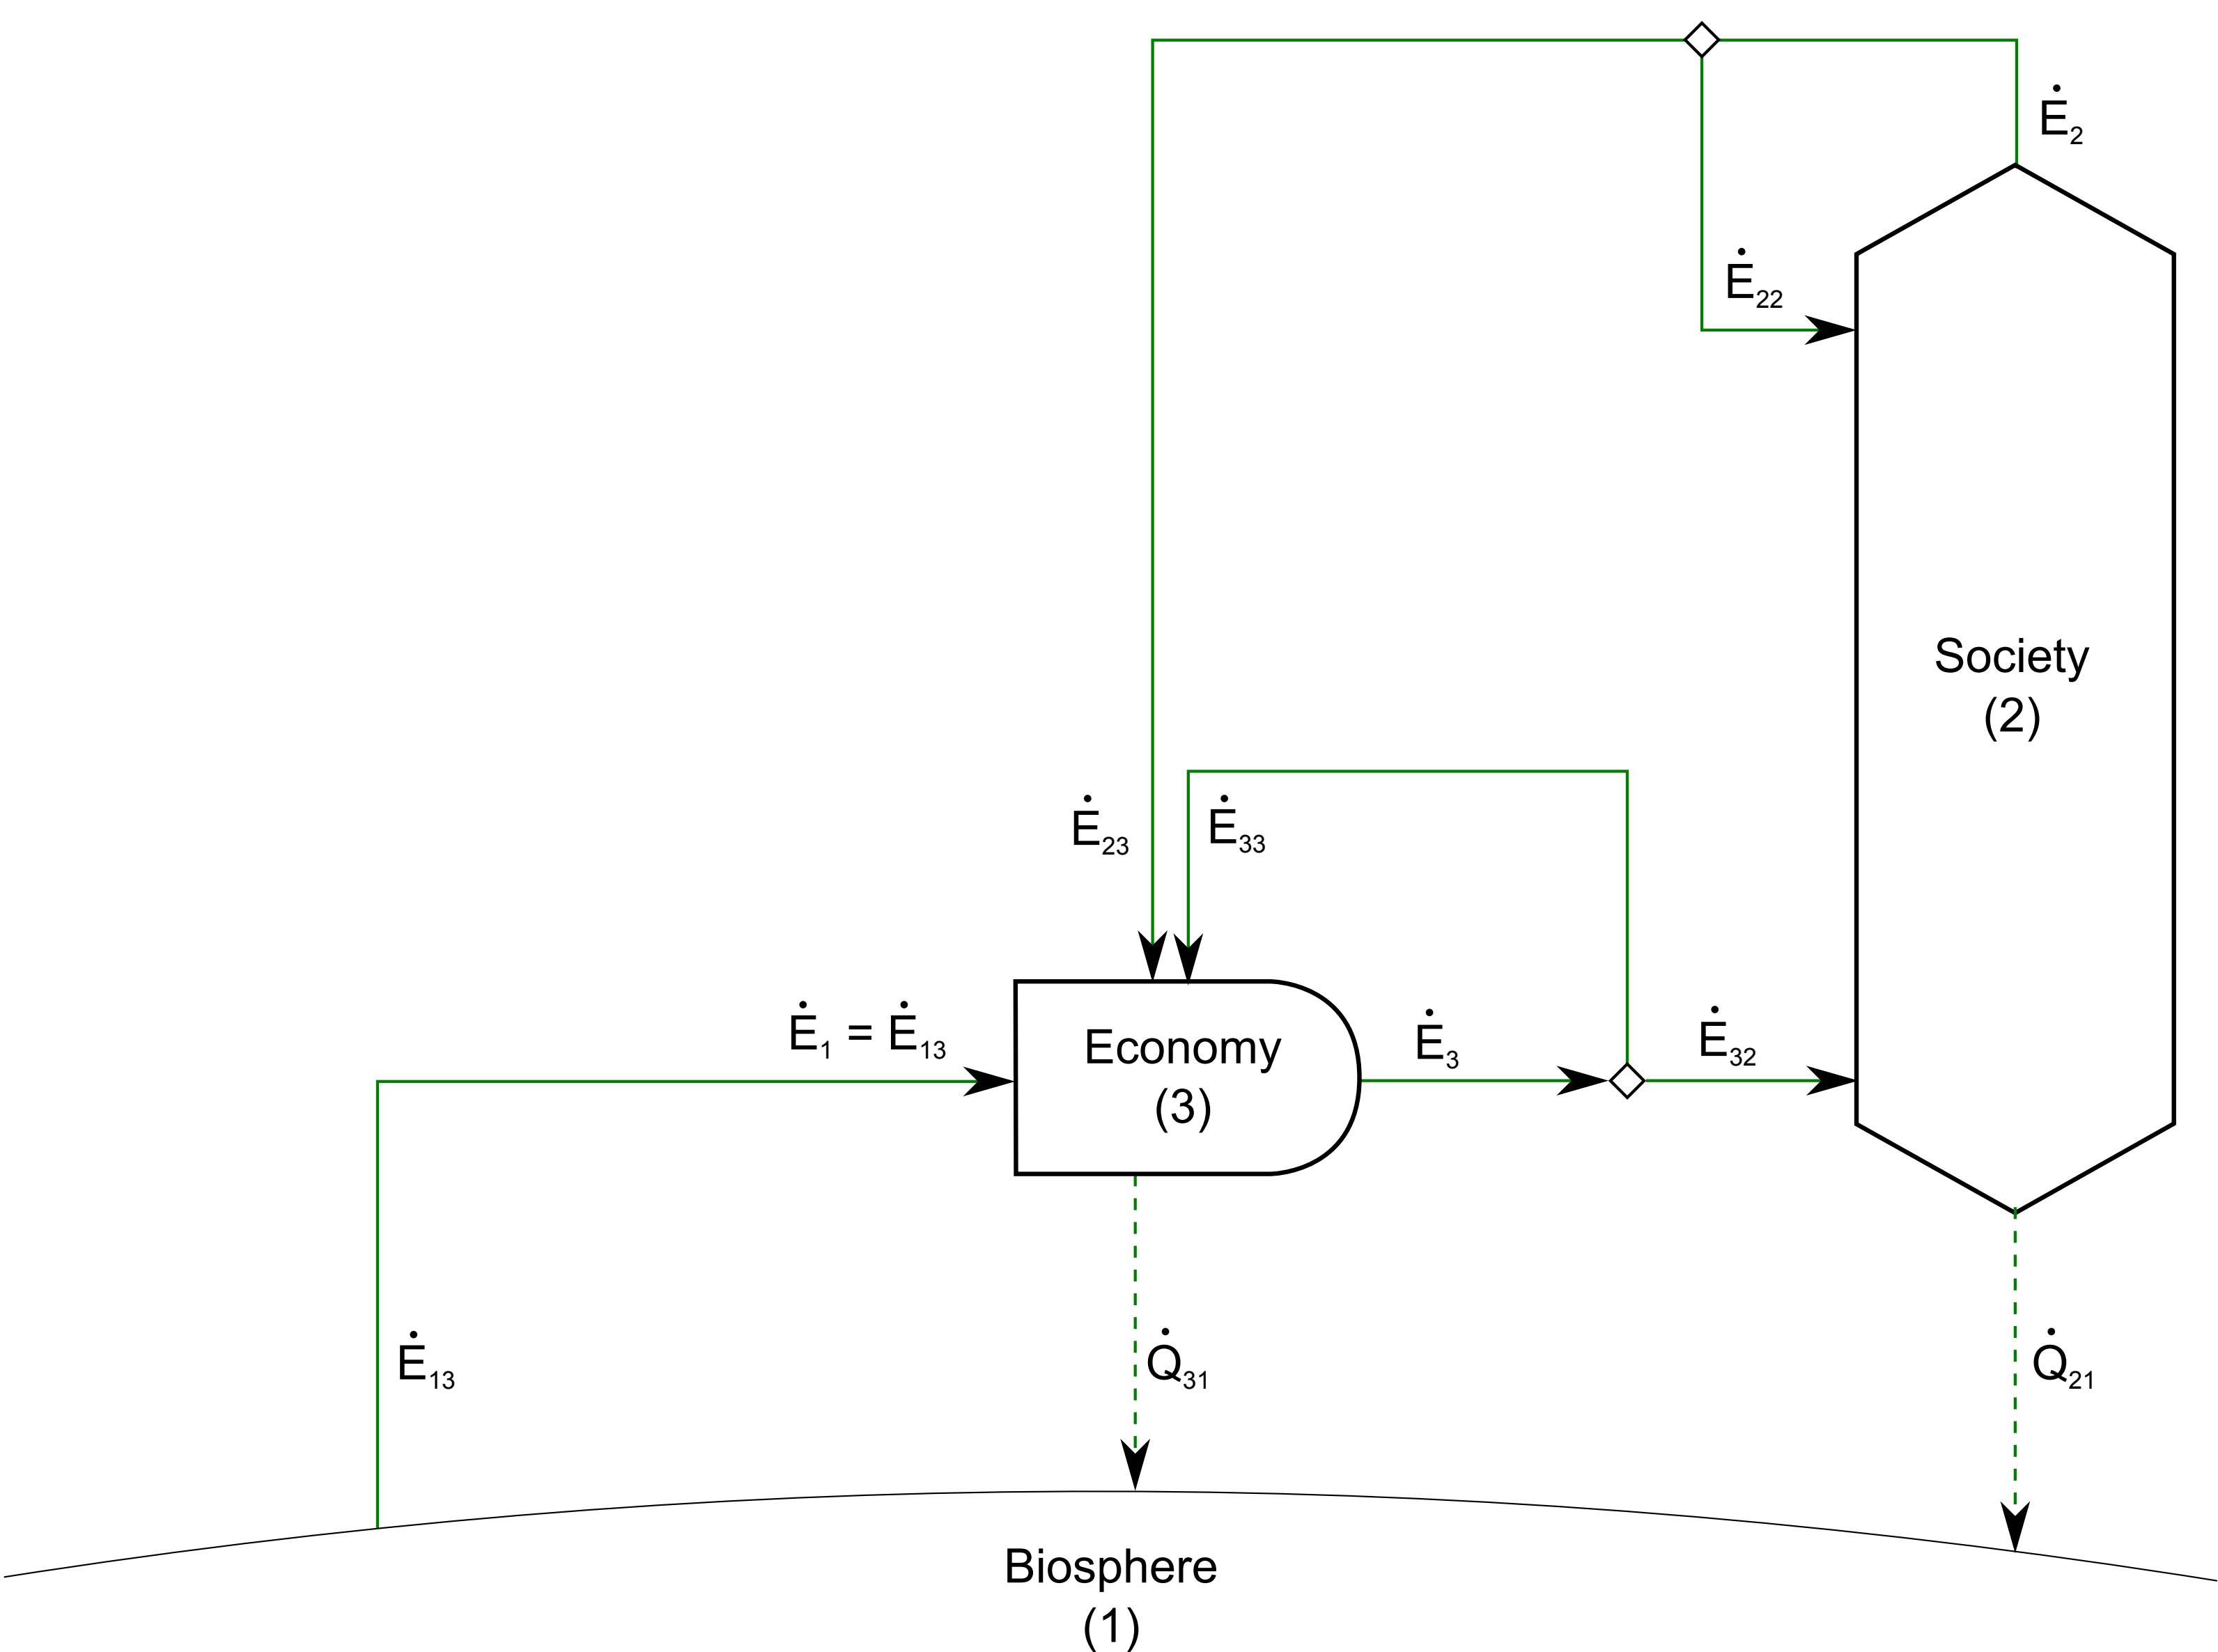 Ė₂
Ė₂₂
Society
(2)
Ė₂₃
Ė₃₃
Ė₁ = Ė₁₃
Economy
(3)
Ė₃
Ė₃₂
Ė₁₃
Q̇₃₁
Q̇₂₁
Biosphere
(1)